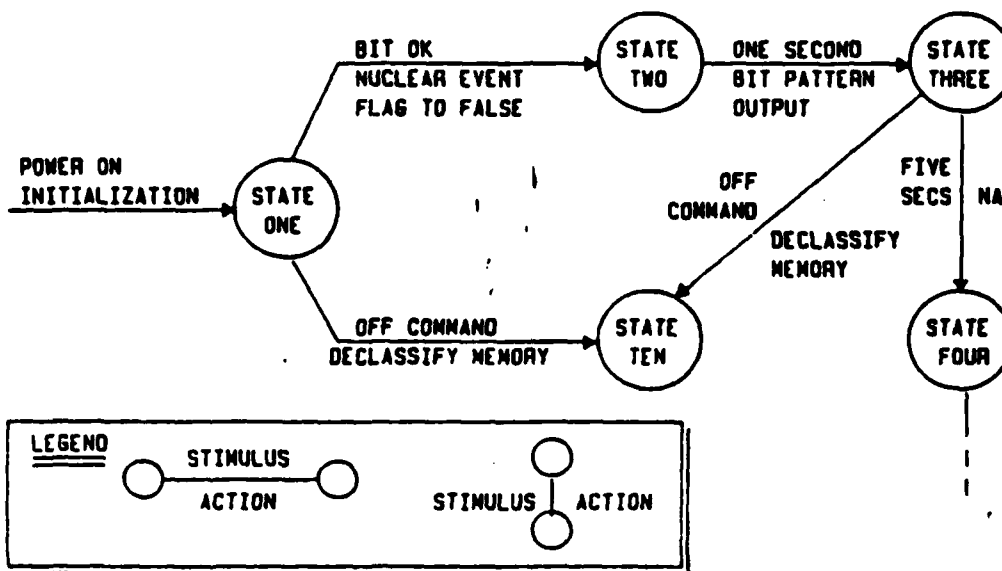 BIT OK
NUCLEAR EVENT
FLAG TO FALSE
STATE
TWO
ONE SECOND
BIT PATTERN
OUTPUT
STATE
THREE
POWER ON
INITIALIZATION
STATE
ONE
OFF
COMMAND
DECLASSIFY
MEMORY
FIVE
SECS
NA
OFF COMMAND
DECLASSIFY MEMORY
STATE
TEN
STATE
FOUR
LEGEND
STIMULUS
ACTION
STIMULUS
ACTION